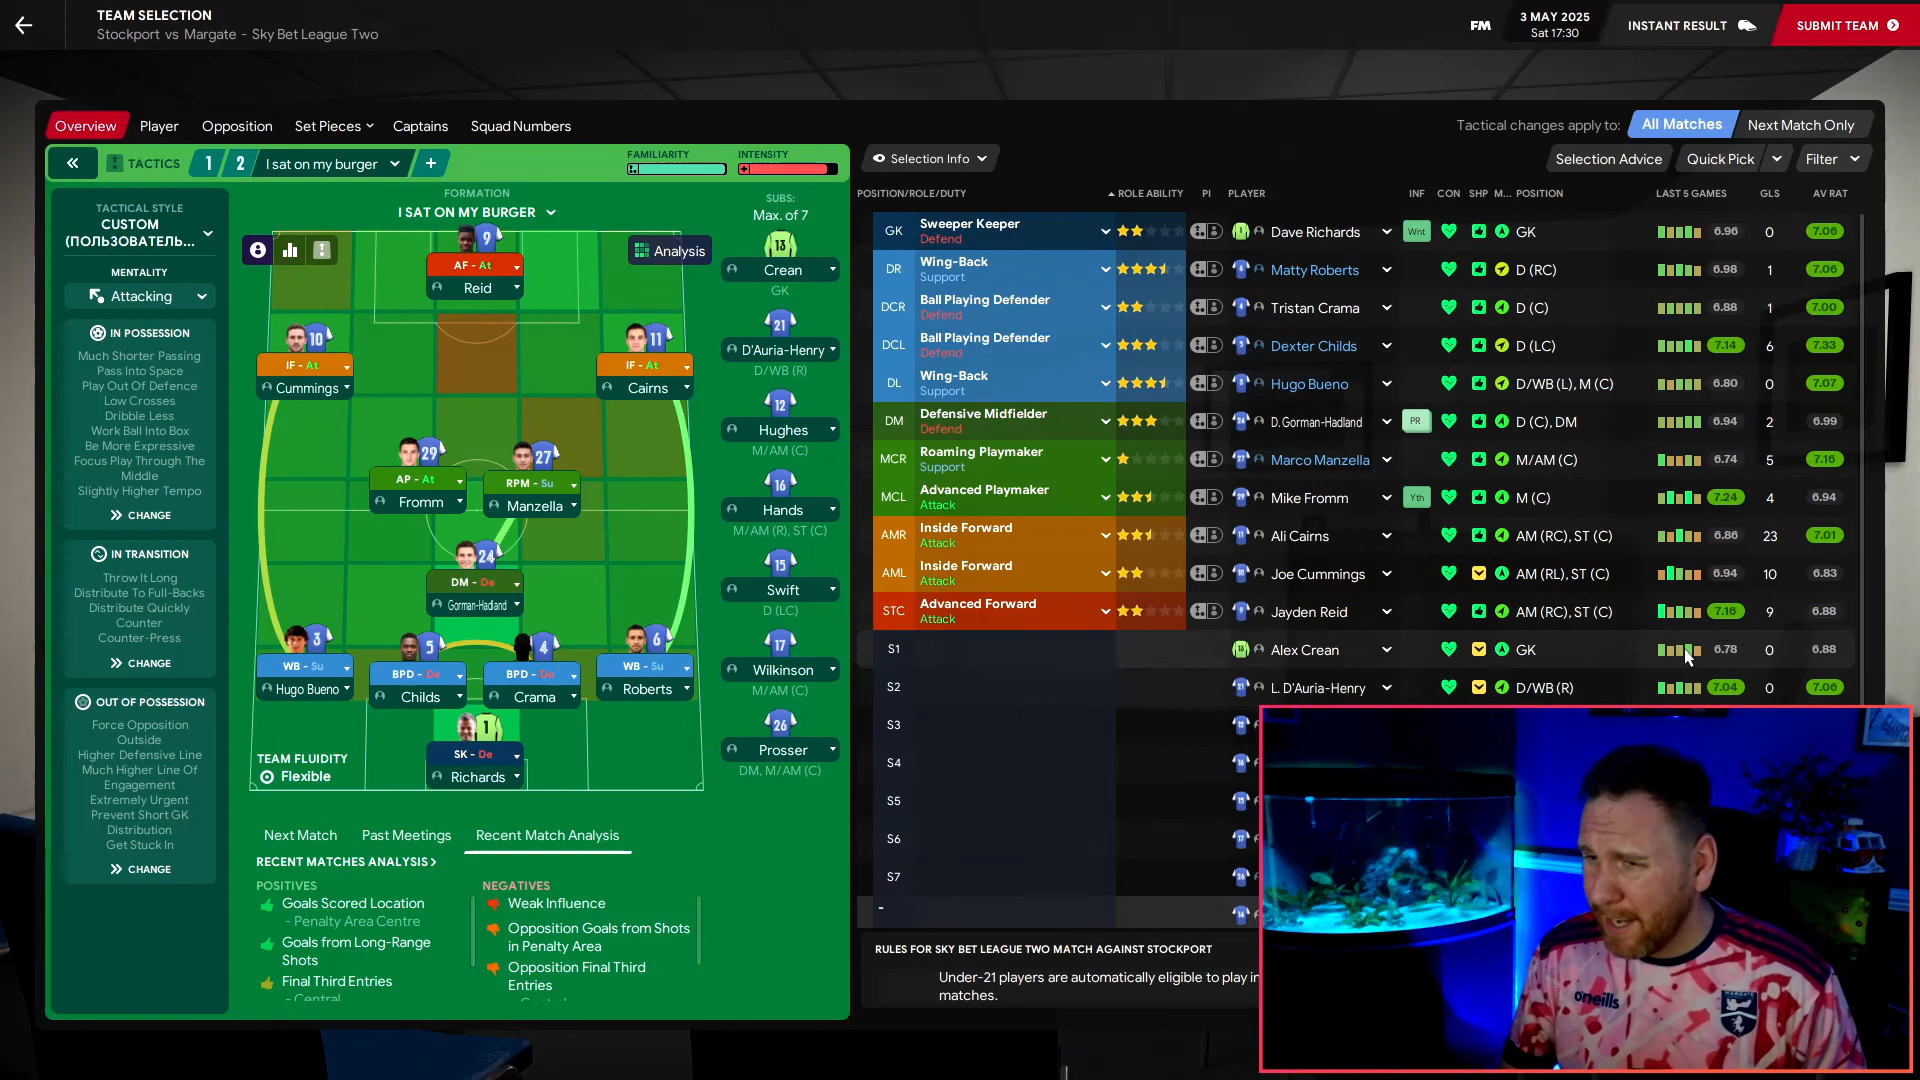 TEAM SELECTION
Stockport vs Margate - Sky Bet League Two
FM
3 MAY 2025
Sat 17:30
INSTANT RESULT
SUBMIT TEAM
Overview
Player
Opposition
Set Pieces
Captains
Squad Numbers
Tactical changes apply to:
All Matches
Next Match Only
TACTICS
1
2
I sat on my burger
+
FAMILIARITY
INTENSITY
Selection Info
Selection Advice
Quick Pick
Filter
TACTICAL STYLE
CUSTOM
(ПОЛЬЗОВАТЕЛЬ...
MENTALITY
Attacking
IN POSSESSION
Much Shorter Passing
Pass Into Space
Play Out Of Defence
Low Crosses
Dribble Less
Work Ball Into Box
Be More Expressive
Focus Play Through The
Middle
Slightly Higher Tempo
CHANGE
IN TRANSITION
Throw It Long
Distribute To Full-Backs
Distribute Quickly
Counter
Counter-Press
CHANGE
OUT OF POSSESSION
Force Opposition
Outside
Higher Defensive Line
Much Higher Line Of
Engagement
Extremely Urgent
Prevent Short GK
Distribution
Get Stuck In
CHANGE
FORMATION
I SAT ON MY BURGER
Analysis
9
AF - At
Reid
10
IF - At
Cummings
11
IF - At
Cairns
29
AP - At
Fromm
27
RPM - Su
Manzella
24
DM - De
Gorman-Hadland
3
WB - Su
Hugo Bueno
5
BPD - De
Childs
4
BPD - De
Crama
6
WB - Su
Roberts
1
SK - De
Richards
TEAM FLUIDITY
Flexible
SUBS:
Max. of 7
13
Crean
GK
21
D'Auria-Henry
D/WB (R)
12
Hughes
M/AM (C)
16
Hands
M/AM (R), ST (C)
15
Swift
D (LC)
17
Wilkinson
M/AM (C)
26
Prosser
DM, M/AM (C)
Next Match
Past Meetings
Recent Match Analysis
RECENT MATCHES ANALYSIS
POSITIVES
Goals Scored Location
- Penalty Area Centre
Goals from Long-Range
Shots
Final Third Entries
- Central
NEGATIVES
Weak Influence
Opposition Goals from Shots
in Penalty Area
Opposition Final Third
Entries
- Central
POSITION/ROLE/DUTY ROLE ABILITY PI PLAYER INF CON SHP M... POSITION LAST 5 GAMES GLS AV RAT
GK Sweeper Keeper Defend Dave Richards Wnt GK 6.96 0 7.06
DR Wing-Back Support Matty Roberts D (RC) 6.98 1 7.06
DCR Ball Playing Defender Defend Tristan Crama D (C) 6.88 1 7.00
DCL Ball Playing Defender Defend Dexter Childs D (LC) 7.14 6 7.33
DL Wing-Back Support Hugo Bueno D/WB (L), M (C) 6.80 0 7.07
DM Defensive Midfielder Defend D. Gorman-Hadland PR D (C), DM 6.94 2 6.99
MCR Roaming Playmaker Support Marco Manzella M/AM (C) 6.74 5 7.16
MCL Advanced Playmaker Attack Mike Fromm Yth M (C) 7.24 4 6.94
AMR Inside Forward Attack Ali Cairns AM (RC), ST (C) 6.86 23 7.01
AML Inside Forward Attack Joe Cummings AM (RL), ST (C) 6.94 10 6.83
STC Advanced Forward Attack Jayden Reid AM (RC), ST (C) 7.16 9 6.88
S1 Alex Crean GK 6.78 0 6.88
S2 L. D'Auria-Henry D/WB (R) 7.04 0 7.06
S3
S4
S5
S6
S7
-
RULES FOR SKY BET LEAGUE TWO MATCH AGAINST STOCKPORT
Under-21 players are automatically eligible to play in
matches.
O'neills
MARGATE